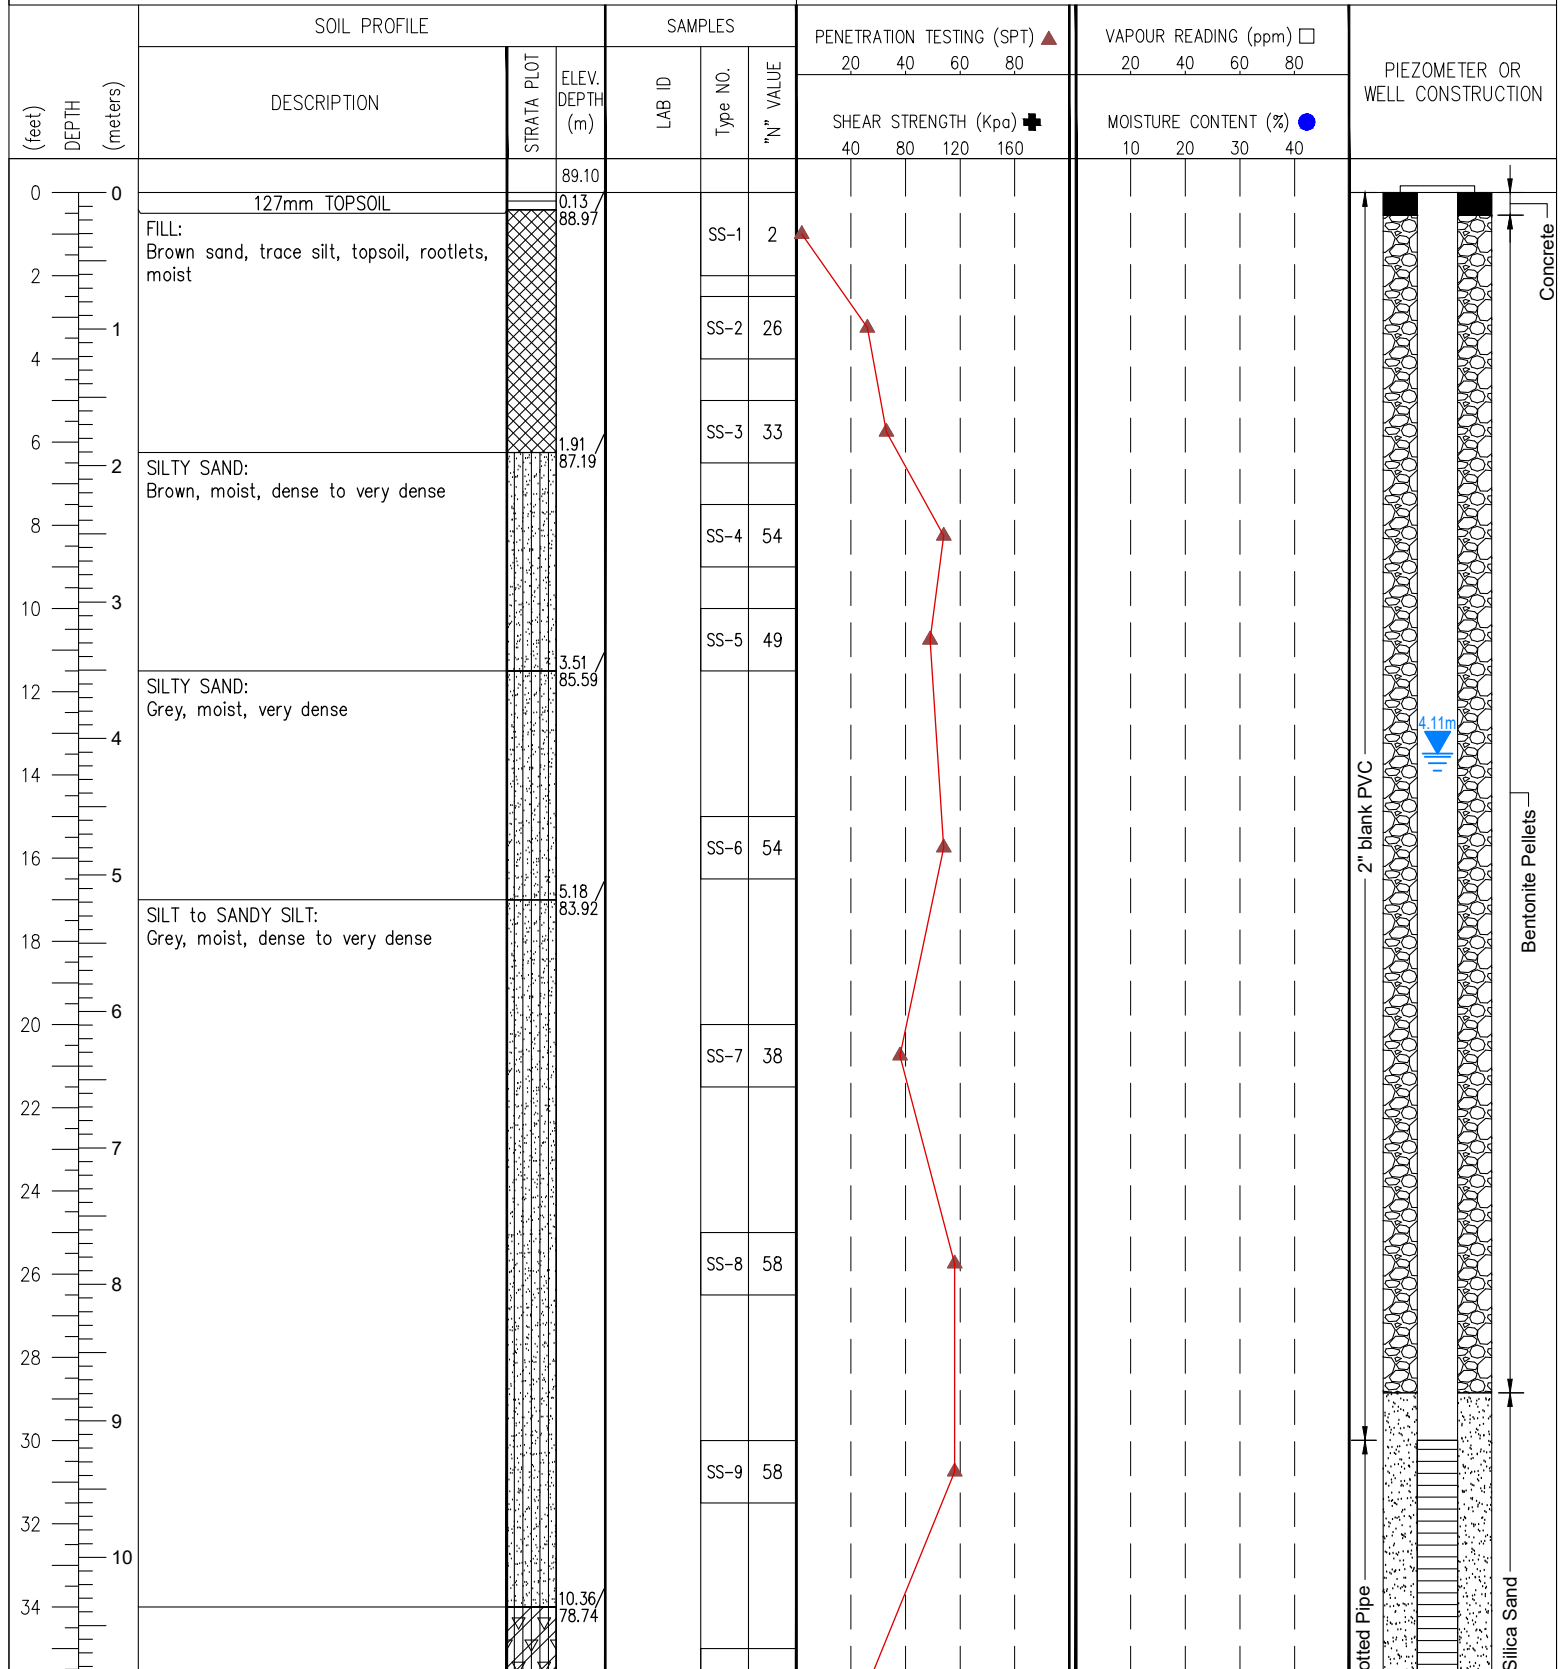 SOIL PROFILE
SAMPLES
PENETRATION TESTING (SPT)
20 40 60 80
VAPOUR READING (ppm)
20 40 60 80
PIEZOMETER OR
WELL CONSTRUCTION
(feet)
DEPTH
(meters)
DESCRIPTION
STRATA PLOT
ELEV.
DEPTH
(m)
LAB ID
Type NO.
"N" VALUE
SHEAR STRENGTH (Kpa)
40 80 120 160
MOISTURE CONTENT (%)
10 20 30 40
89.10
0 0
127mm TOPSOIL
0.13
88.97
FILL:
Brown sand, trace silt, topsoil, rootlets,
moist
SS-1 2
Concrete
2
1
SS-2 26
4
SS-3 33
6
1.91
87.19
2
SILTY SAND:
Brown, moist, dense to very dense
8
SS-4 54
10
3
SS-5 49
3.51
85.59
12
SILTY SAND:
Grey, moist, very dense
4
4.11m
14
2" blank PVC
Bentonite Pellets
16
SS-6 54
5
5.18
83.92
SILT to SANDY SILT:
Grey, moist, dense to very dense
18
6
20
SS-7 38
22
7
24
26
SS-8 58
8
28
9
30
SS-9 58
32
10
34
10.36
78.74
otted Pipe
Silica Sand